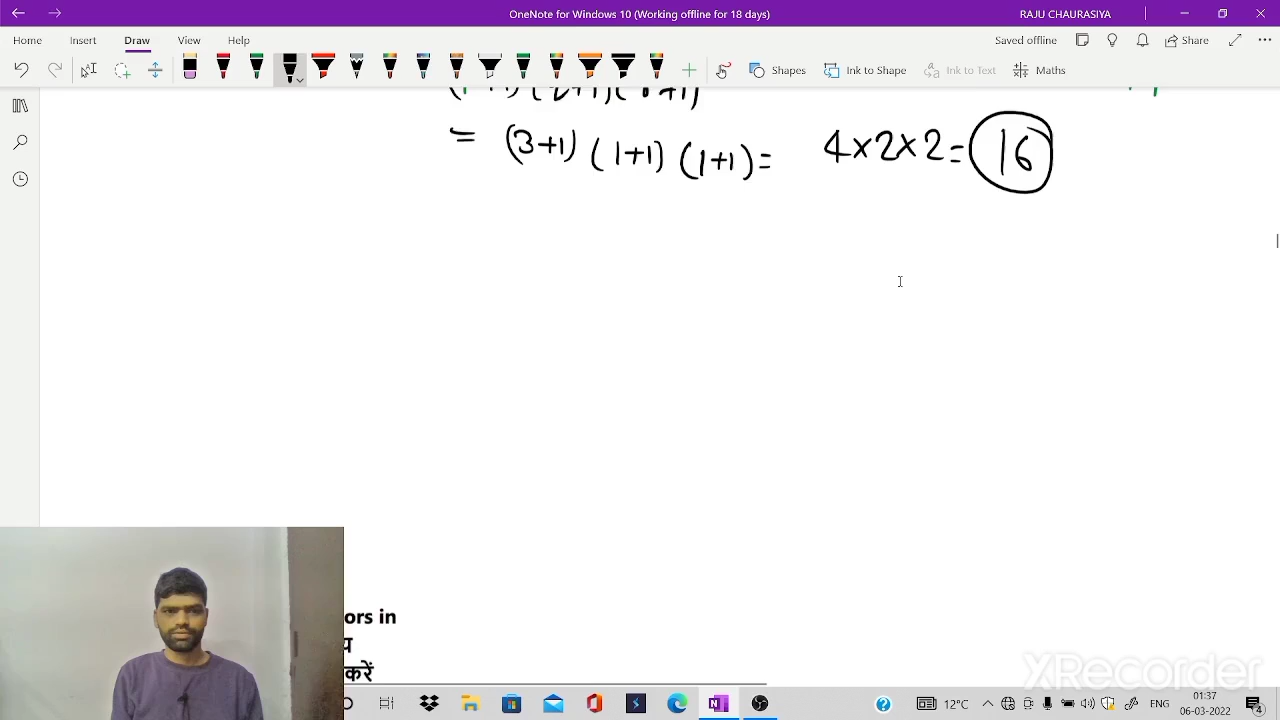 OneNote for Windows 10 (Working offline for 18 days)
RAJU CHAURASIYA
Home Insert Draw View Help
Saved offline
Share
Shapes Ink to Shape Ink to Text Maths
= (3+1) (1+1) (1+1) = 4×2×2= 16
ors in
करें
XRecorder
12°C
ENG
01:37
06-03-2022
4